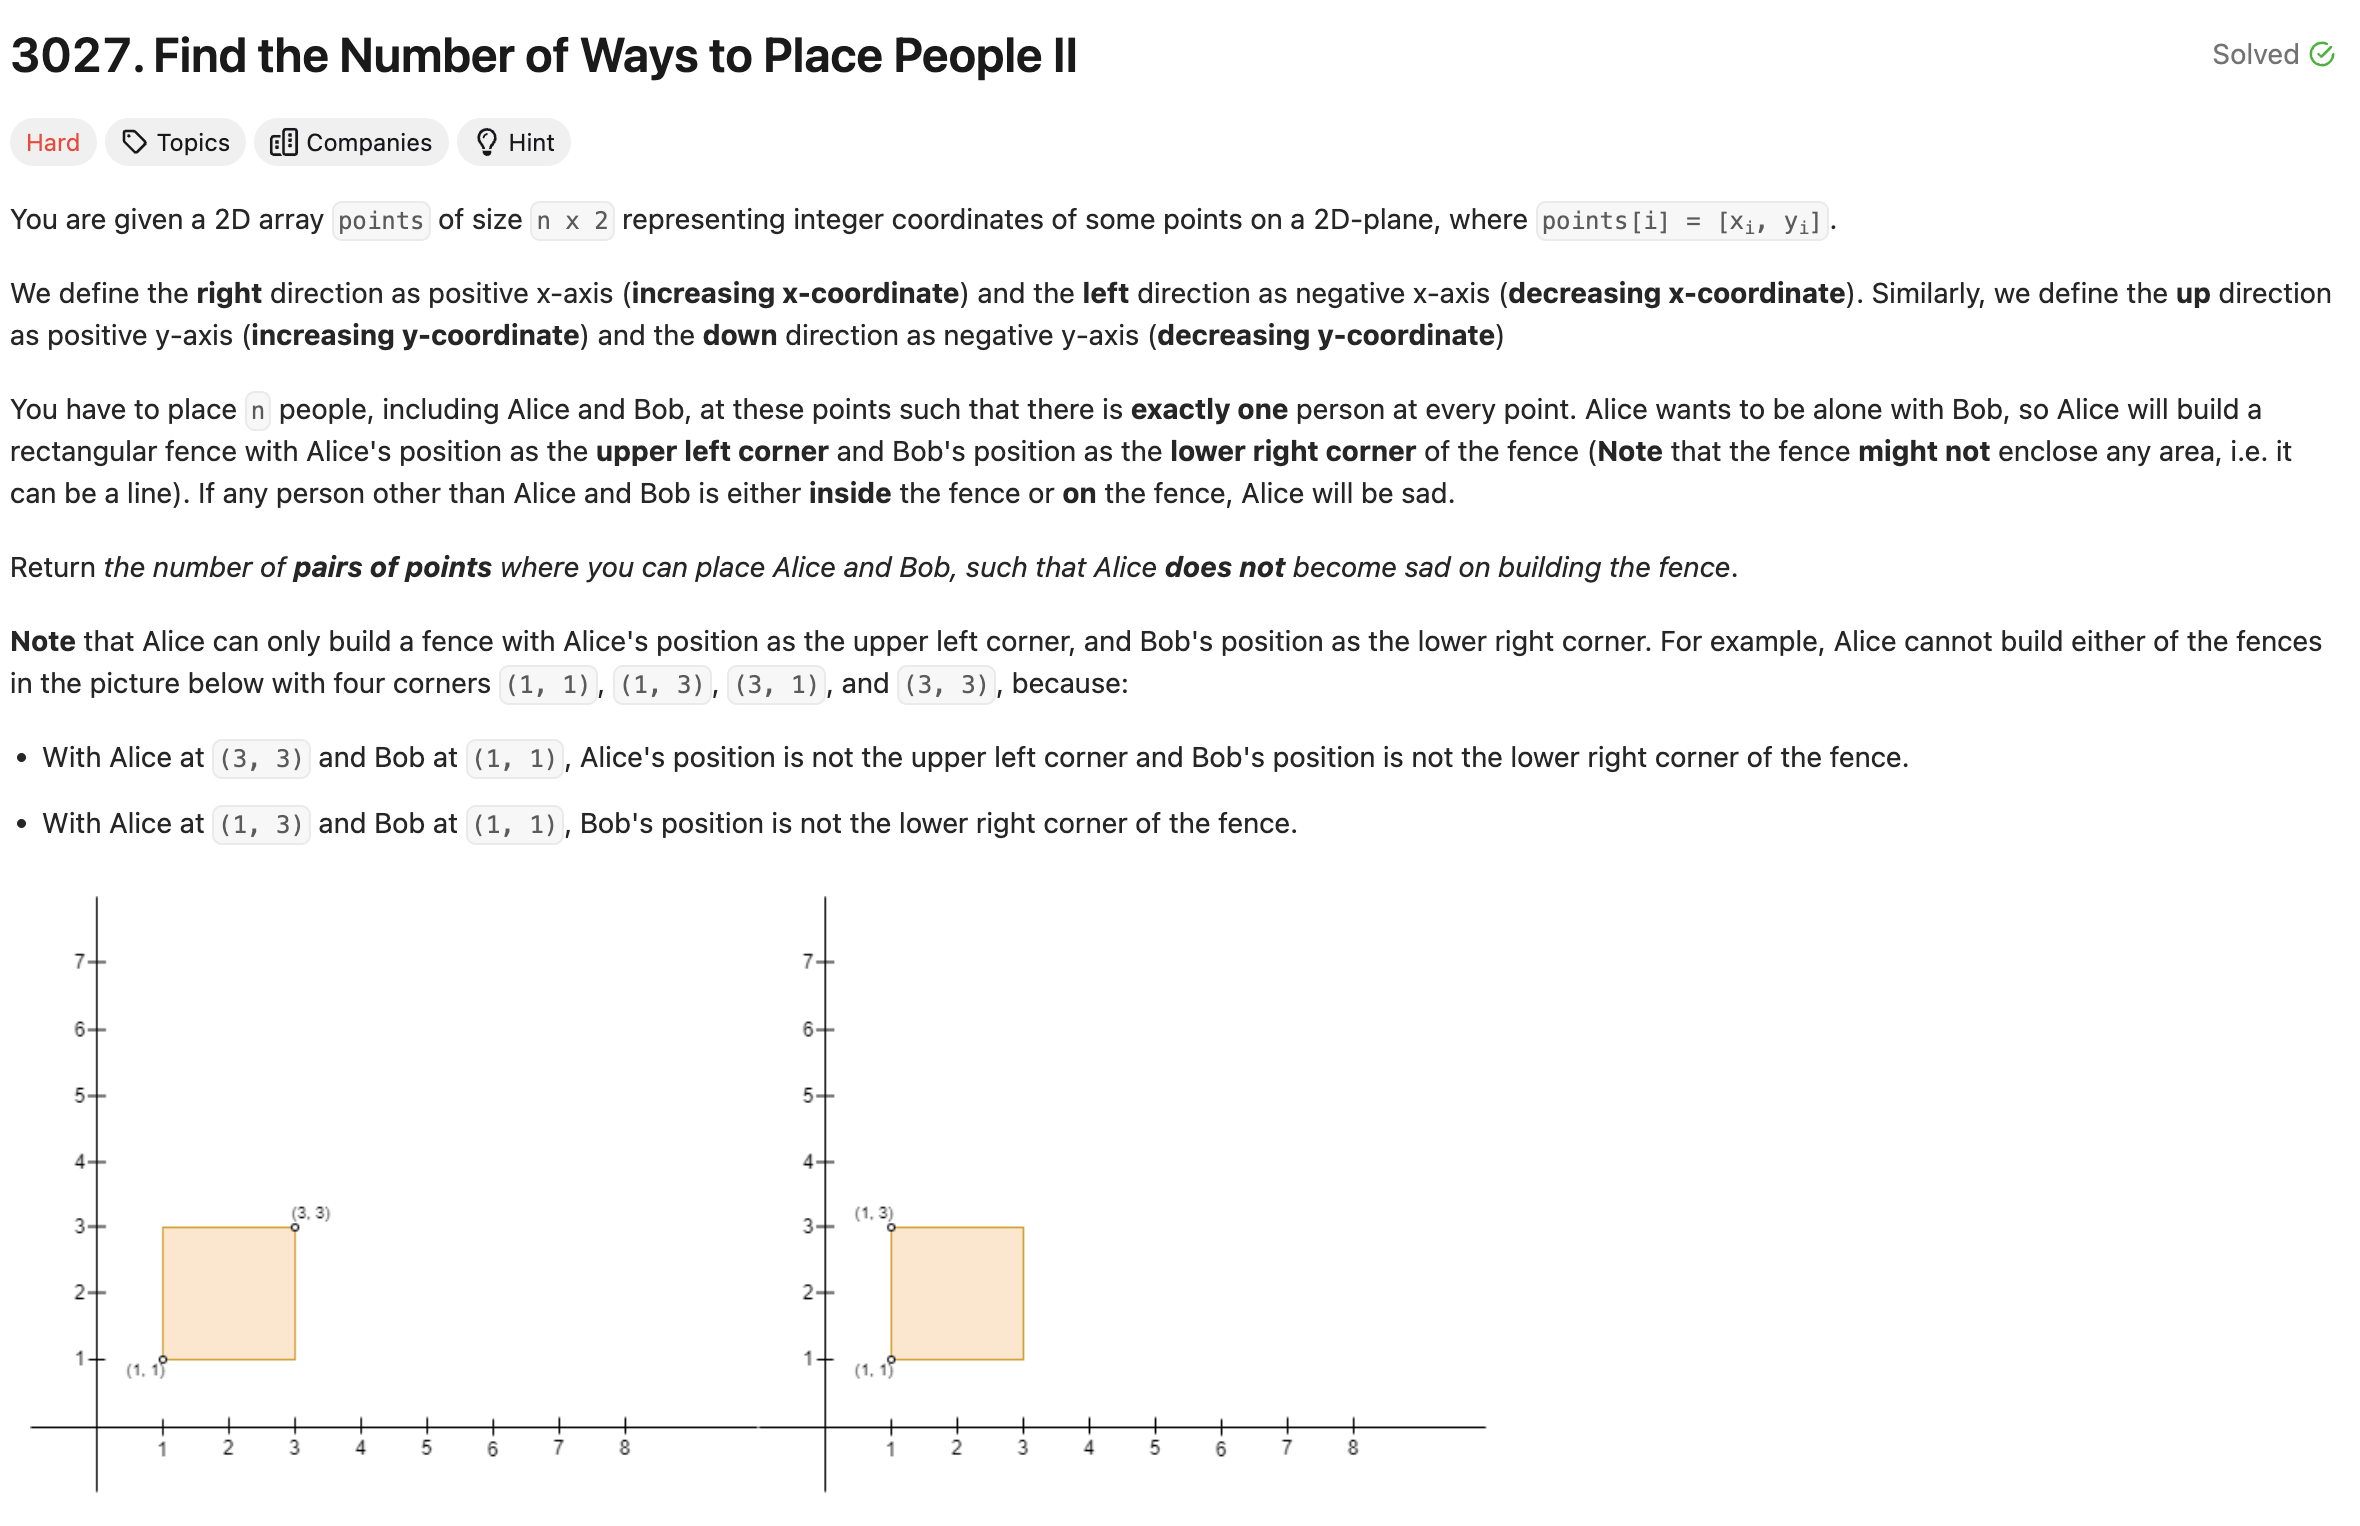 3027. Find the Number of Ways to Place People II
Solved
Hard Topics Companies Hint
You are given a 2D array points of size n x 2 representing integer coordinates of some points on a 2D-plane, where points[i] = [xi, yi].
We define the right direction as positive x-axis (increasing x-coordinate) and the left direction as negative x-axis (decreasing x-coordinate). Similarly, we define the up direction
as positive y-axis (increasing y-coordinate) and the down direction as negative y-axis (decreasing y-coordinate)
You have to place n people, including Alice and Bob, at these points such that there is exactly one person at every point. Alice wants to be alone with Bob, so Alice will build a
rectangular fence with Alice's position as the upper left corner and Bob's position as the lower right corner of the fence (Note that the fence might not enclose any area, i.e. it
can be a line). If any person other than Alice and Bob is either inside the fence or on the fence, Alice will be sad.
Return the number of pairs of points where you can place Alice and Bob, such that Alice does not become sad on building the fence.
Note that Alice can only build a fence with Alice's position as the upper left corner, and Bob's position as the lower right corner. For example, Alice cannot build either of the fences
in the picture below with four corners (1, 1), (1, 3), (3, 1), and (3, 3), because:
• With Alice at (3, 3) and Bob at (1, 1), Alice's position is not the upper left corner and Bob's position is not the lower right corner of the fence.
• With Alice at (1, 3) and Bob at (1, 1), Bob's position is not the lower right corner of the fence.
7
6
5
4
3
2
1
(3, 3)
(1, 1)
1 2 3 4 5 6 7 8
7
6
5
4
3
2
1
(1, 3)
(1, 1)
1 2 3 4 5 6 7 8